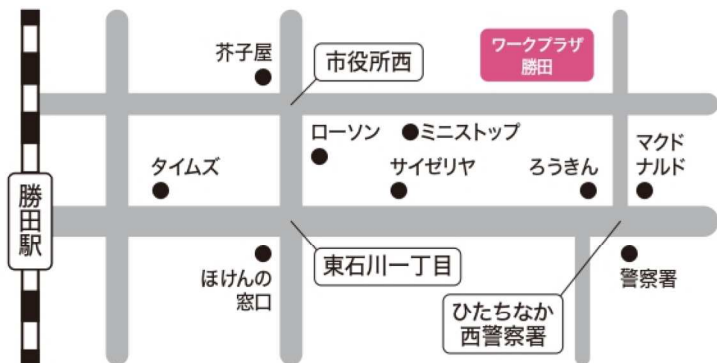 芥子屋
市役所西
ワークプラザ
勝田
ローソン
ミニストップ
マクド
ナルド
タイムズ
サイゼリヤ
ろうきん
勝田駅
ほけんの
窓口
東石川一丁目
警察署
ひたちなか
西警察署